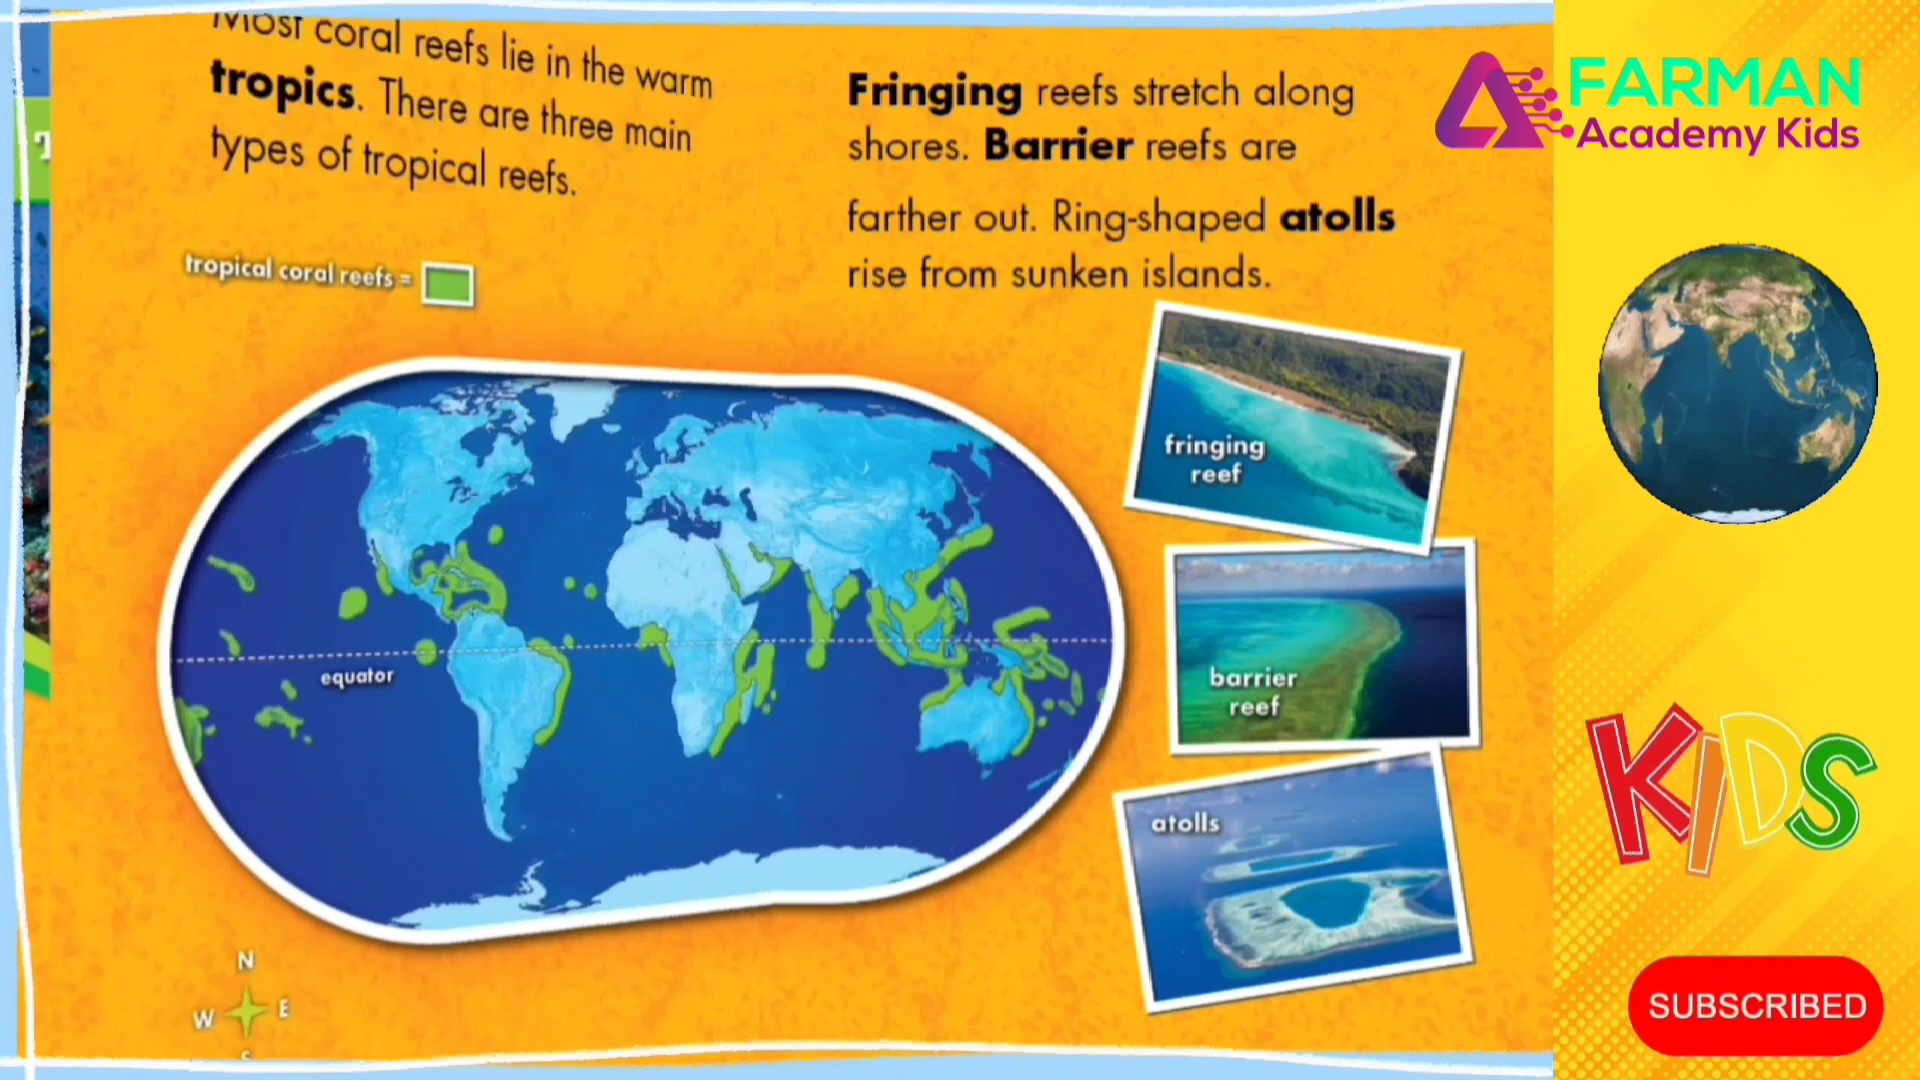 Most coral reefs lie in the warm
tropics. There are three main
types of tropical reefs.
tropical coral reefs =
Fringing reefs stretch along
shores. Barrier reefs are
farther out. Ring-shaped atolls
rise from sunken islands.
fringing
reef
barrier
reef
atolls
equator
N
W E
S
FARMAN
Academy Kids
KIDS
SUBSCRIBED